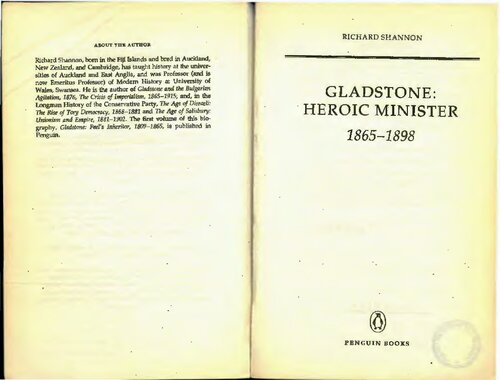 ABOUT THE AUTHOR
Richard Shannon, born in the Fiji Islands and bred in Auckland,
New Zealand, and Cambridge, has taught history at the univer-
sities of Auckland and East Anglia, and was Professor (and is
now Emeritus Professor) of Modern History at University of
Wales, Swansea. He is the author of Gladstone and the Bulgarian
Agitation, 1876, The Crisis of Imperialism, 1865–1915; and, in the
Longman History of the Conservative Party, The Age of Disraeli:
The Rise of Tory Democracy, 1868–1881 and The Age of Salisbury:
Unionism and Empire, 1881–1902. The first volume of this bio-
graphy, Gladstone: Peel's Inheritor, 1809–1865, is published in
Penguin.
RICHARD SHANNON
GLADSTONE:
HEROIC MINISTER
1865–1898
PENGUIN BOOKS